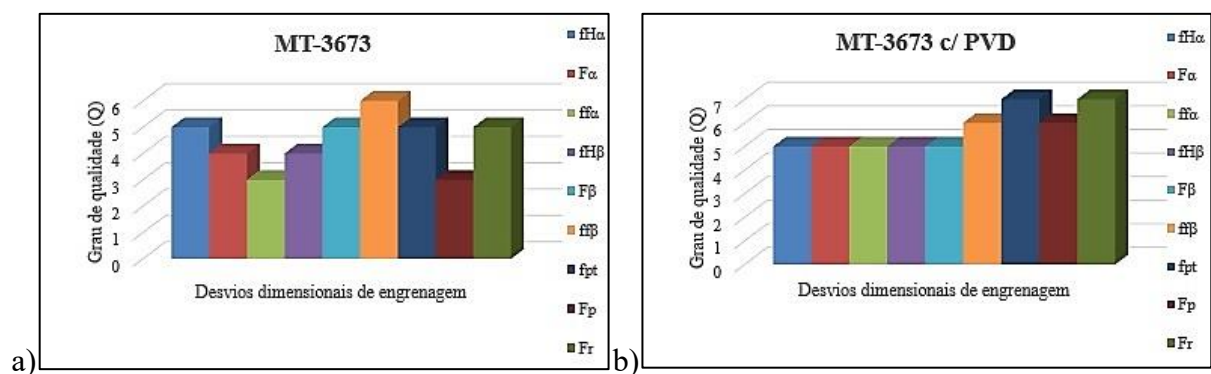 MT-3673
Grau de qualidade (Q)
6
5
4
3
2
1
0
Desvios dimensionais de engrenagem
fHα
Fα
ffα
fHβ
Fβ
ffβ
fpt
Fp
Fr
a)
MT-3673 c/ PVD
Grau de qualidade (Q)
7
6
5
4
3
2
1
0
Desvios dimensionais de engrenagem
fHα
Fα
ffα
fHβ
Fβ
ffβ
fpt
Fp
Fr
b)